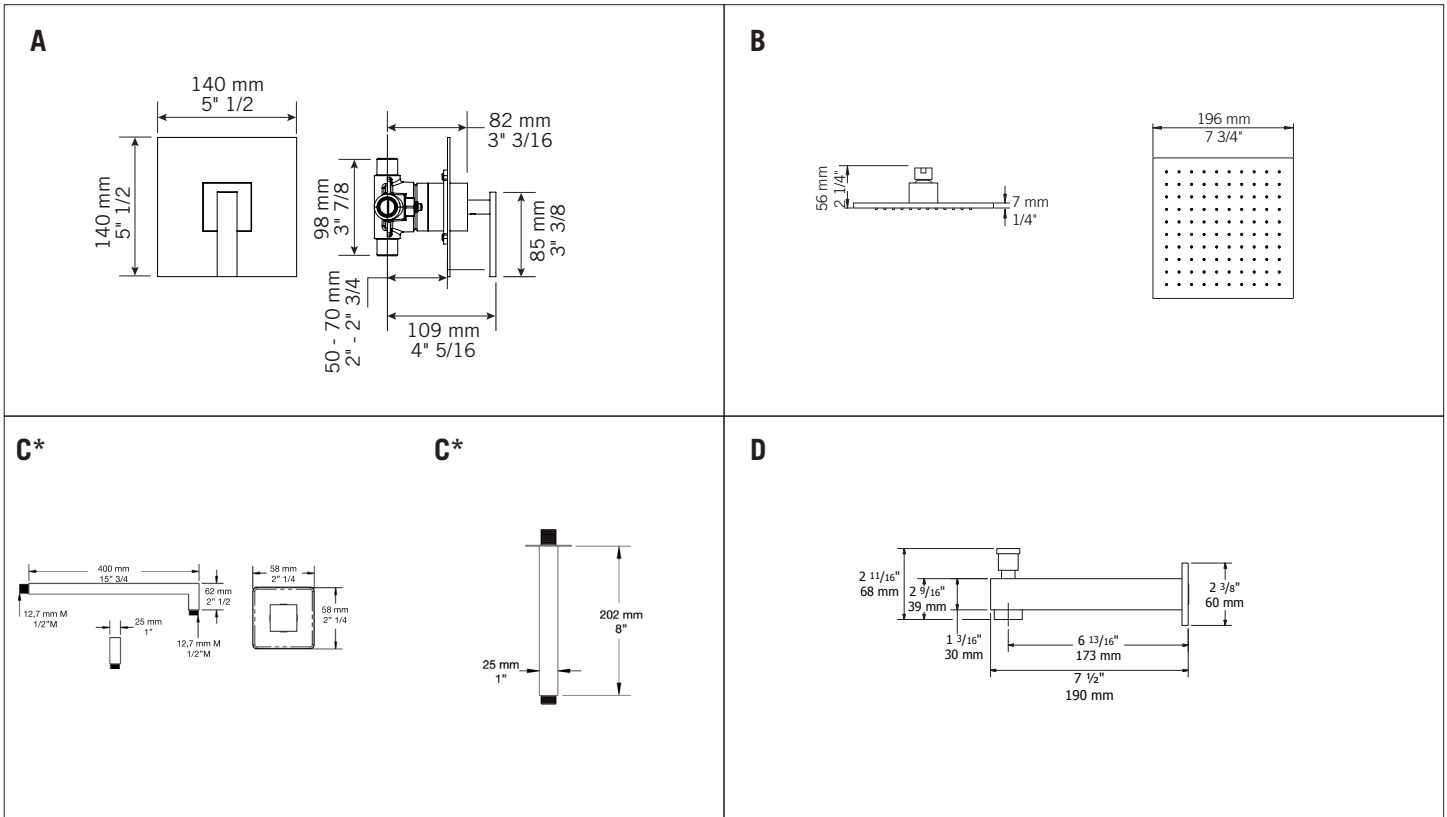 A
140 mm
5" 1/2
140 mm
5" 1/2
82 mm
3" 3/16
98 mm
3" 7/8
85 mm
3" 3/8
50 - 70 mm
2" - 2" 3/4
109 mm
4" 5/16
B
56 mm
2 1/4"
7 mm
1/4"
196 mm
7 3/4"
C*
400 mm
15" 3/4
62 mm
2" 1/2
12,7 mm M
1/2"M
25 mm
1"
12,7 mm M
1/2"M
58 mm
2" 1/4
58 mm
2" 1/4
C*
202 mm
8"
25 mm
1"
D
2 11/16"
68 mm
2 9/16"
39 mm
1 3/16"
30 mm
6 13/16"
173 mm
7 ½"
190 mm
2 3/8"
60 mm